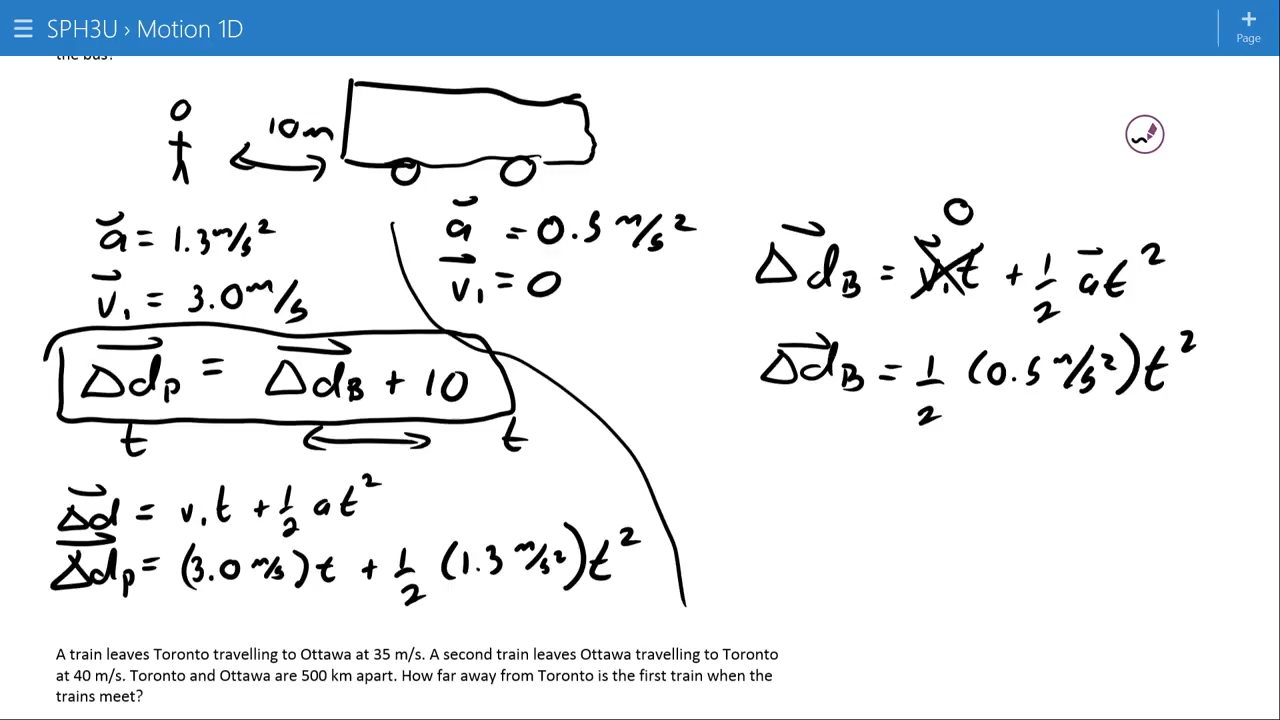 SPH3U › Motion 1D
Page
the bus?
10m
a = 1.3 m/s²
v₁ = 3.0 m/s
a = 0.5 m/s²
v₁ = 0
Δd_P = Δd_B + 10
t t
Δd = v₁t + 1/2 at²
Δd_P = (3.0 m/s)t + 1/2 (1.3 m/s²)t²
0
Δd_B = v₁t + 1/2 at²
Δd_B = 1/2 (0.5 m/s²)t²
A train leaves Toronto travelling to Ottawa at 35 m/s. A second train leaves Ottawa travelling to Toronto
at 40 m/s. Toronto and Ottawa are 500 km apart. How far away from Toronto is the first train when the
trains meet?